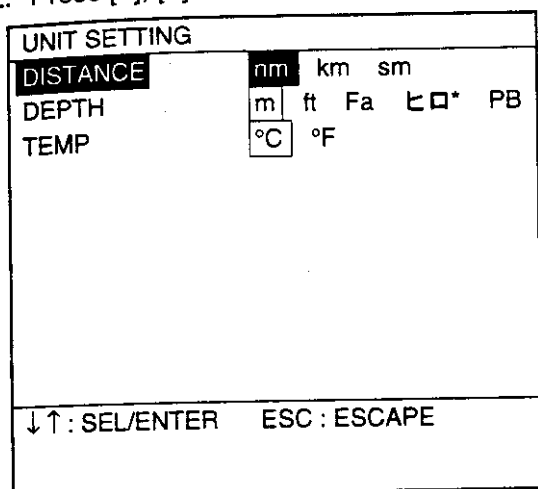 UNIT SETTING
DISTANCE nm km sm
DEPTH m ft Fa ヒロ* PB
TEMP °C °F
↓↑ : SEL/ENTER ESC : ESCAPE